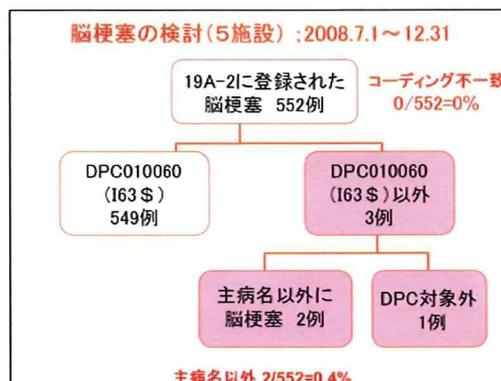 脳梗塞の検討(5施設) ;2008.7.1～12.31
19A-2に登録された
脳梗塞 552例
コーディング不一致
0/552=0%
DPC010060
(I63＄)
549例
DPC010060
(I63＄)以外
3例
主病名以外に
脳梗塞 2例
DPC対象外
1例
主病名以外 2/552=0.4%